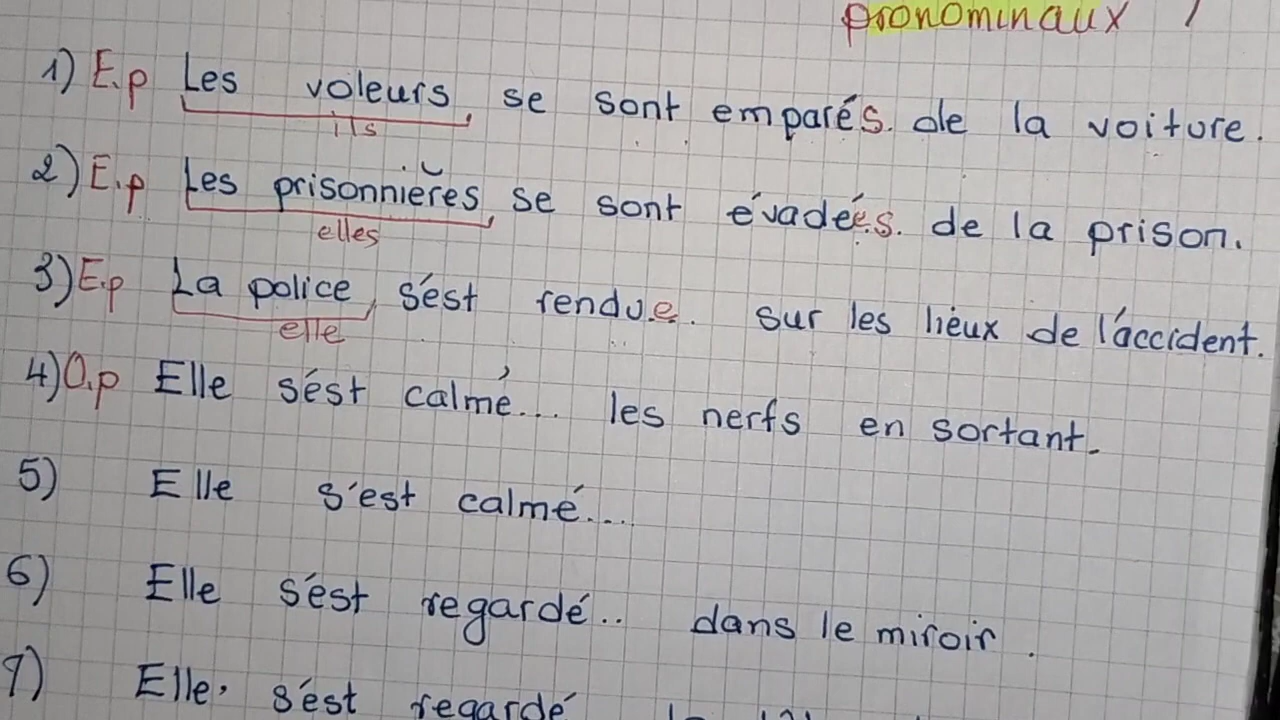 pronominaux
1) E.p Les voleurs, se sont emparés. de la voiture.
ils
2) E.p Les prisonnières, se sont évadées. de la prison.
elles
3) E.p La police, s'est rendue. sur les lieux de l'accident.
elle
4) O.p Elle s'est calmé... les nerfs en sortant.
5) Elle s'est calmé...
6) Elle s'est regardé.. dans le miroir.
7) Elle s'est regardé